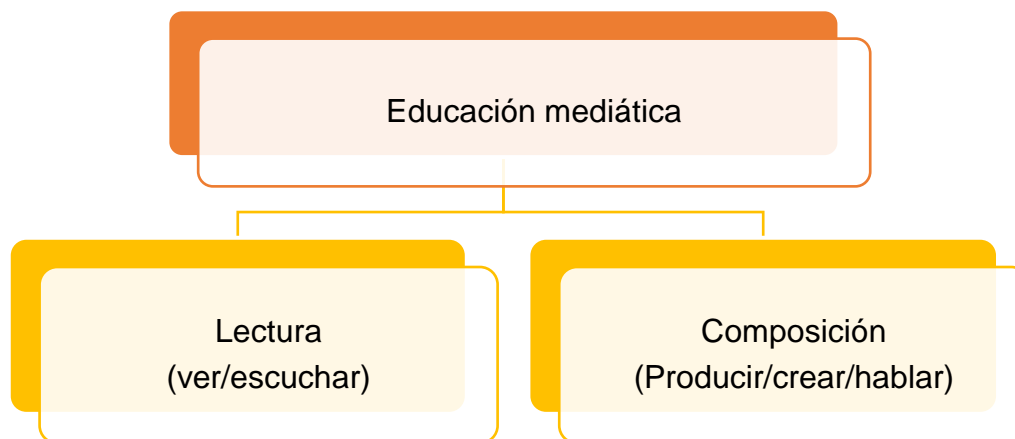 Educación mediática
Lectura
(ver/escuchar)
Composición
(Producir/crear/hablar)